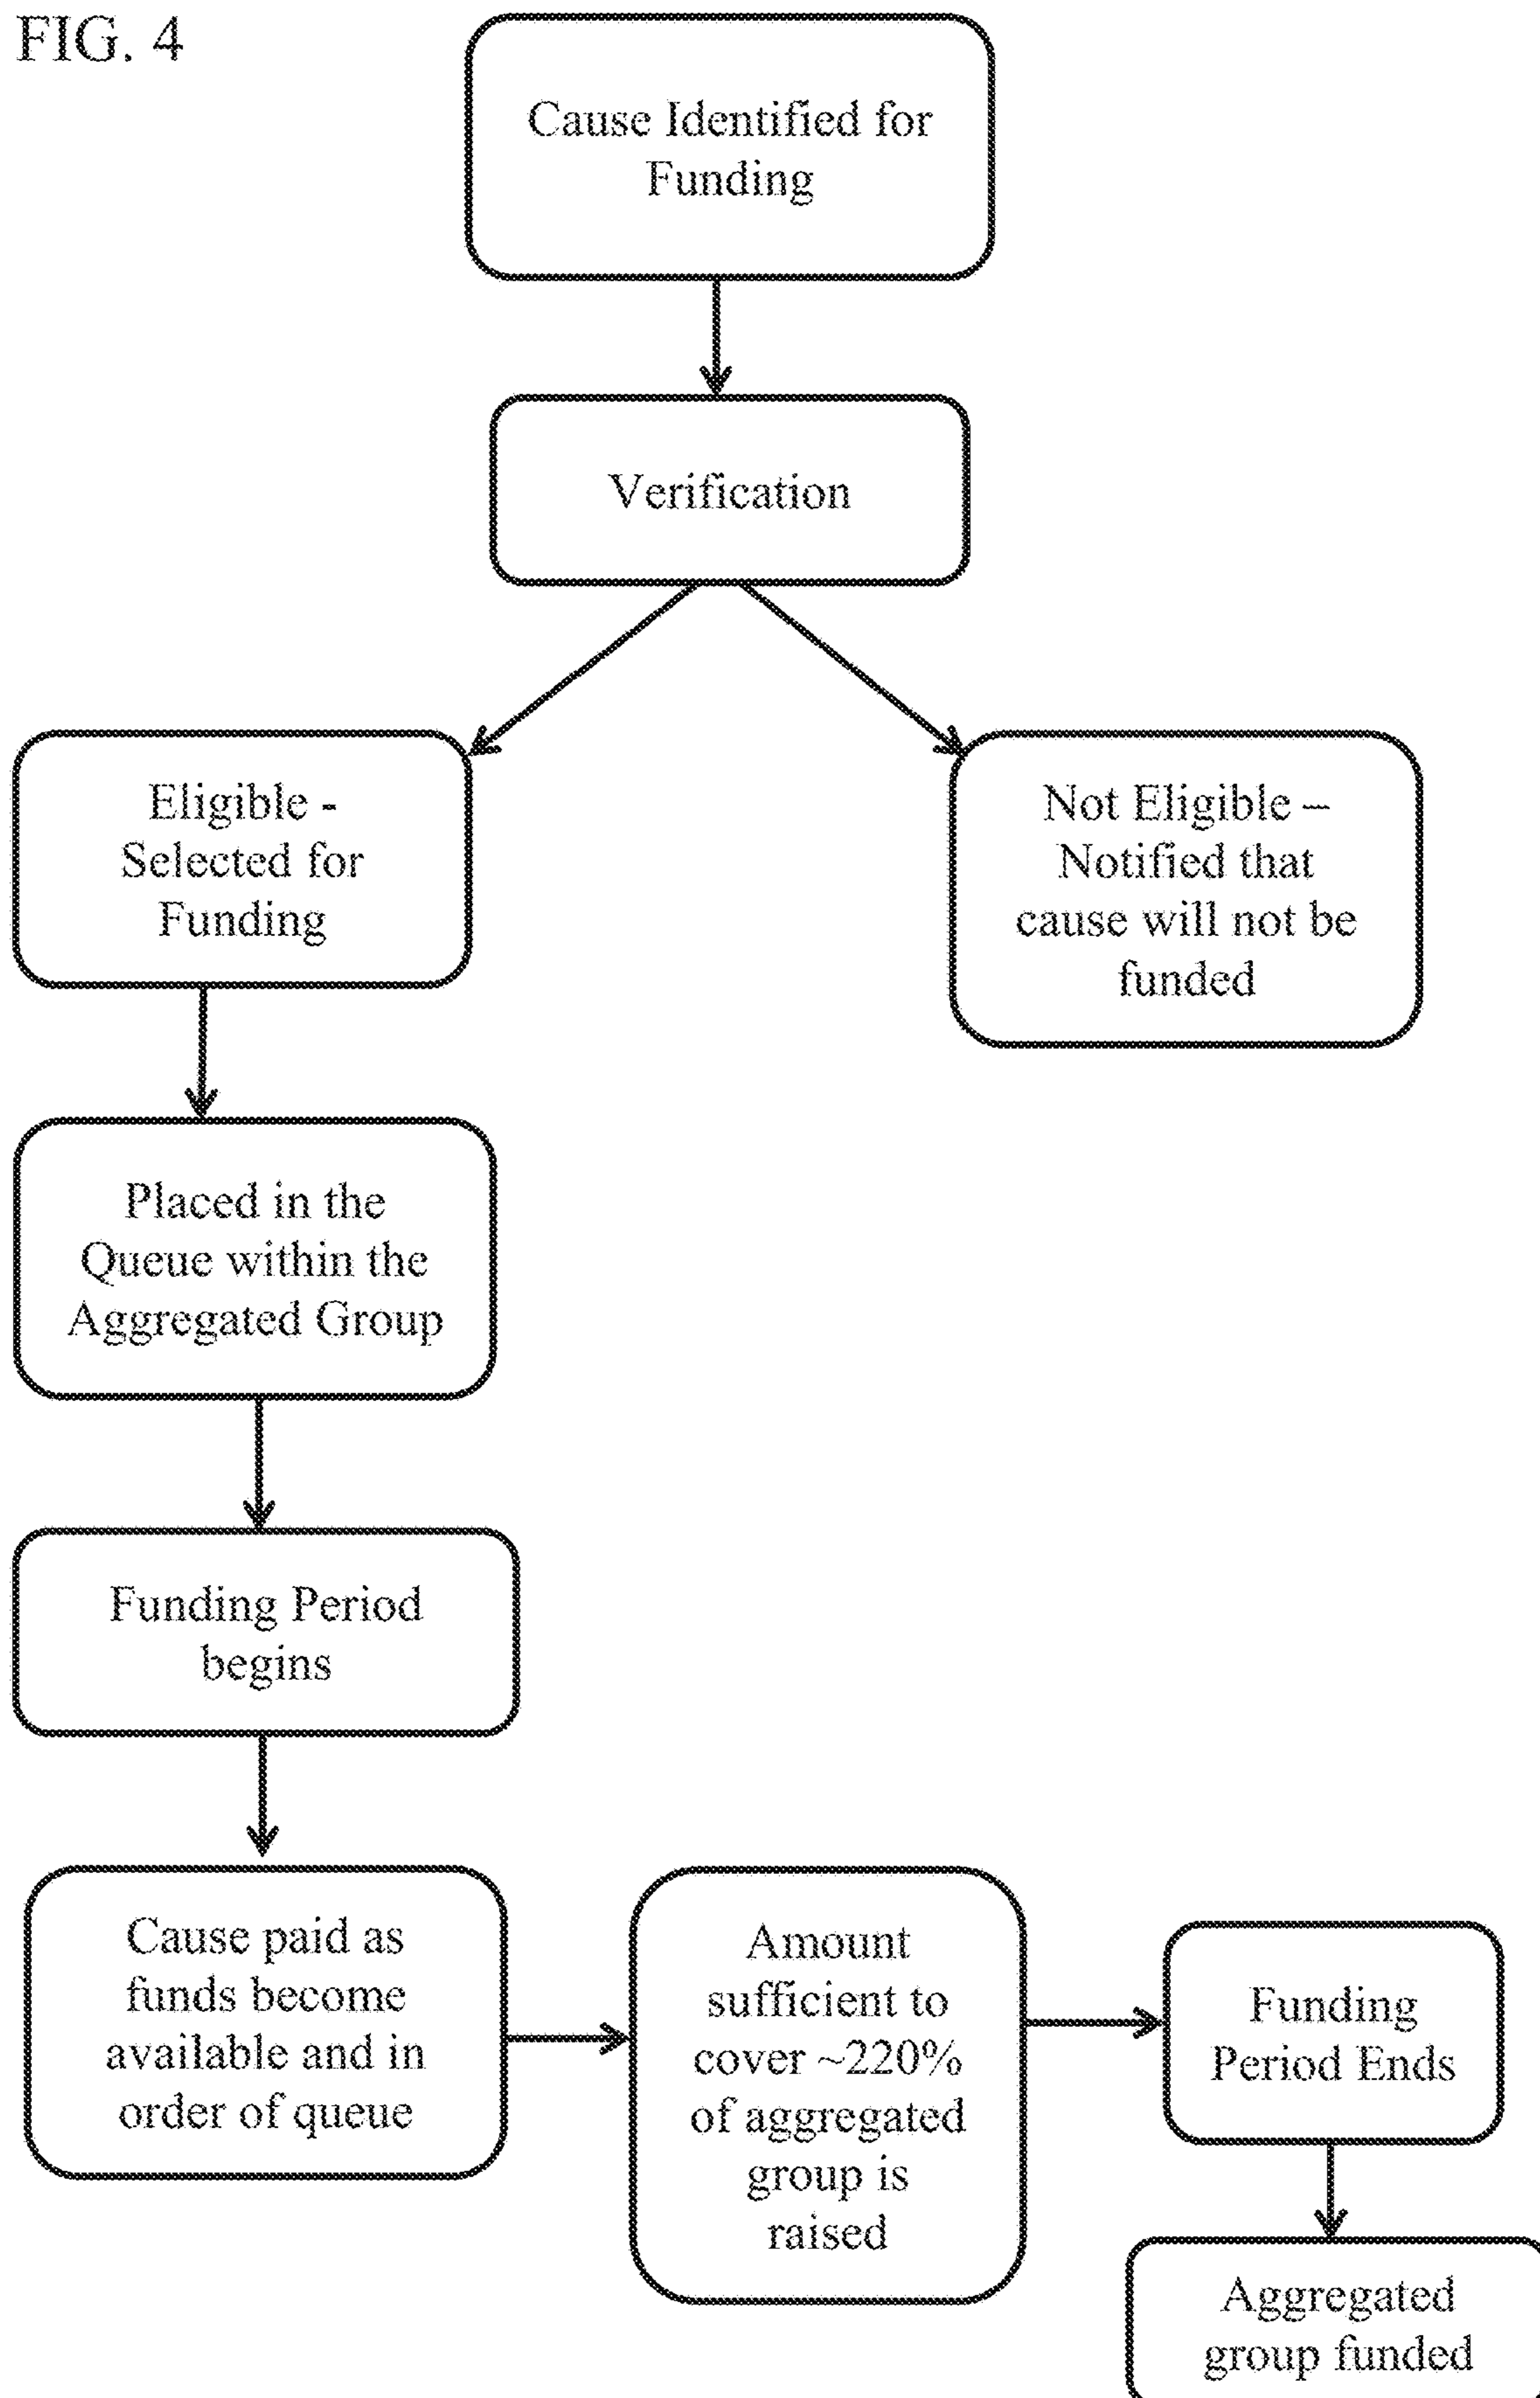 FIG. 4
Cause Identified for
Funding
Verification
Eligible -
Selected for
Funding
Not Eligible –
Notified that
cause will not be
funded
Placed in the
Queue within the
Aggregated Group
Funding Period
begins
Cause paid as
funds become
available and in
order of queue
Amount
sufficient to
cover ~220%
of aggregated
group is
raised
Funding
Period Ends
Aggregated
group funded